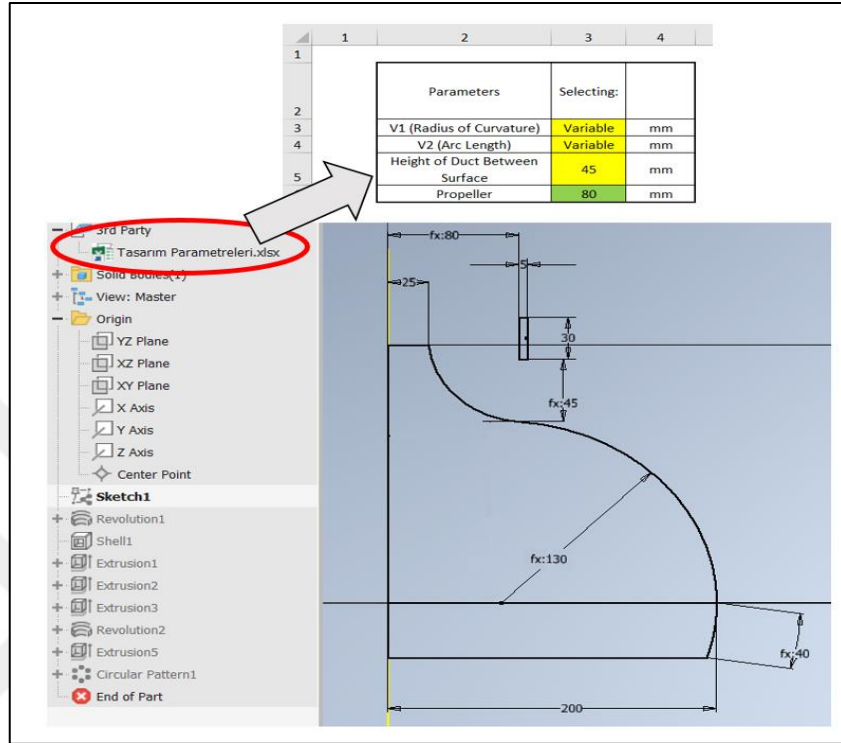 1 2 3 4
1
Parameters Selecting:
2
3 V1 (Radius of Curvature) Variable mm
4 V2 (Arc Length) Variable mm
Height of Duct Between
5 Surface 45 mm
Propeller 80 mm
3rd Party
Tasarım Parametreleri.xlsx
Solid Bodies(1)
View: Master
Origin
YZ Plane
XZ Plane
XY Plane
X Axis
Y Axis
Z Axis
Center Point
Sketch1
Revolution1
Shell1
Extrusion1
Extrusion2
Extrusion3
Revolution2
Extrusion5
Circular Pattern1
End of Part
fx:80
5
25
30
fx:45
fx:130
fx:40
200